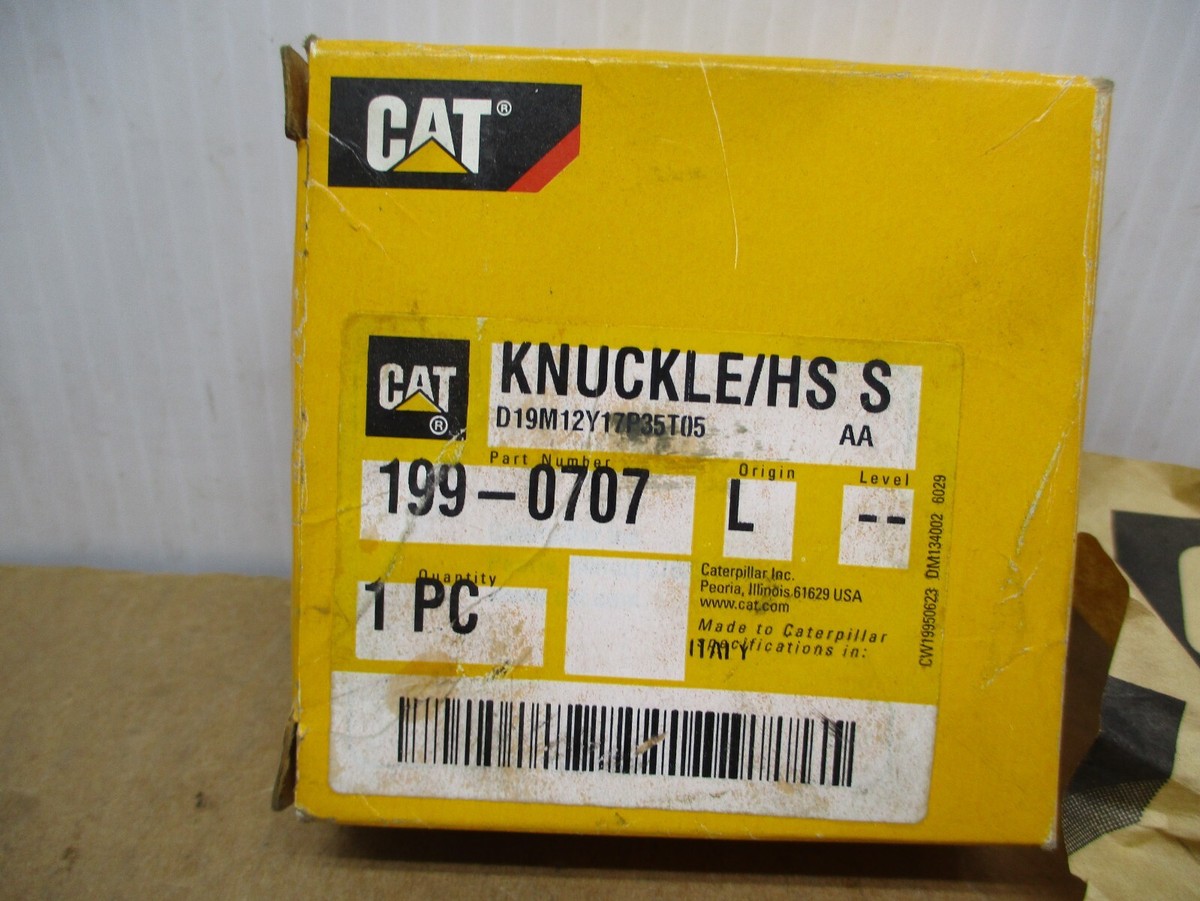 CAT®
CAT®
KNUCKLE/HS S
D19M12Y17P35T05
AA
Part Number
Origin
Level
199-0707
L
--
Quantity
1 PC
Caterpillar Inc.
Peoria, Illinois 61629 USA
www.cat.com
Made to Caterpillar
specifications in:
ITALY
CW19950623 DM134002 6029